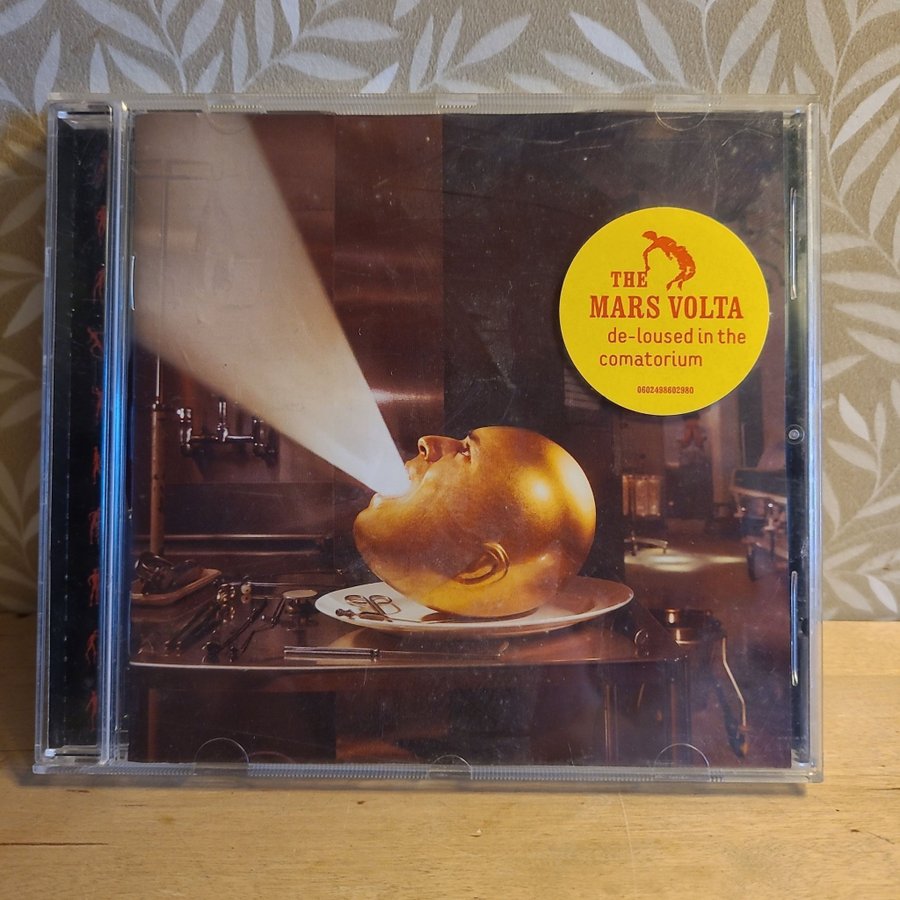 THE
MARS VOLTA
de-loused in the
comatorium
0602498602980